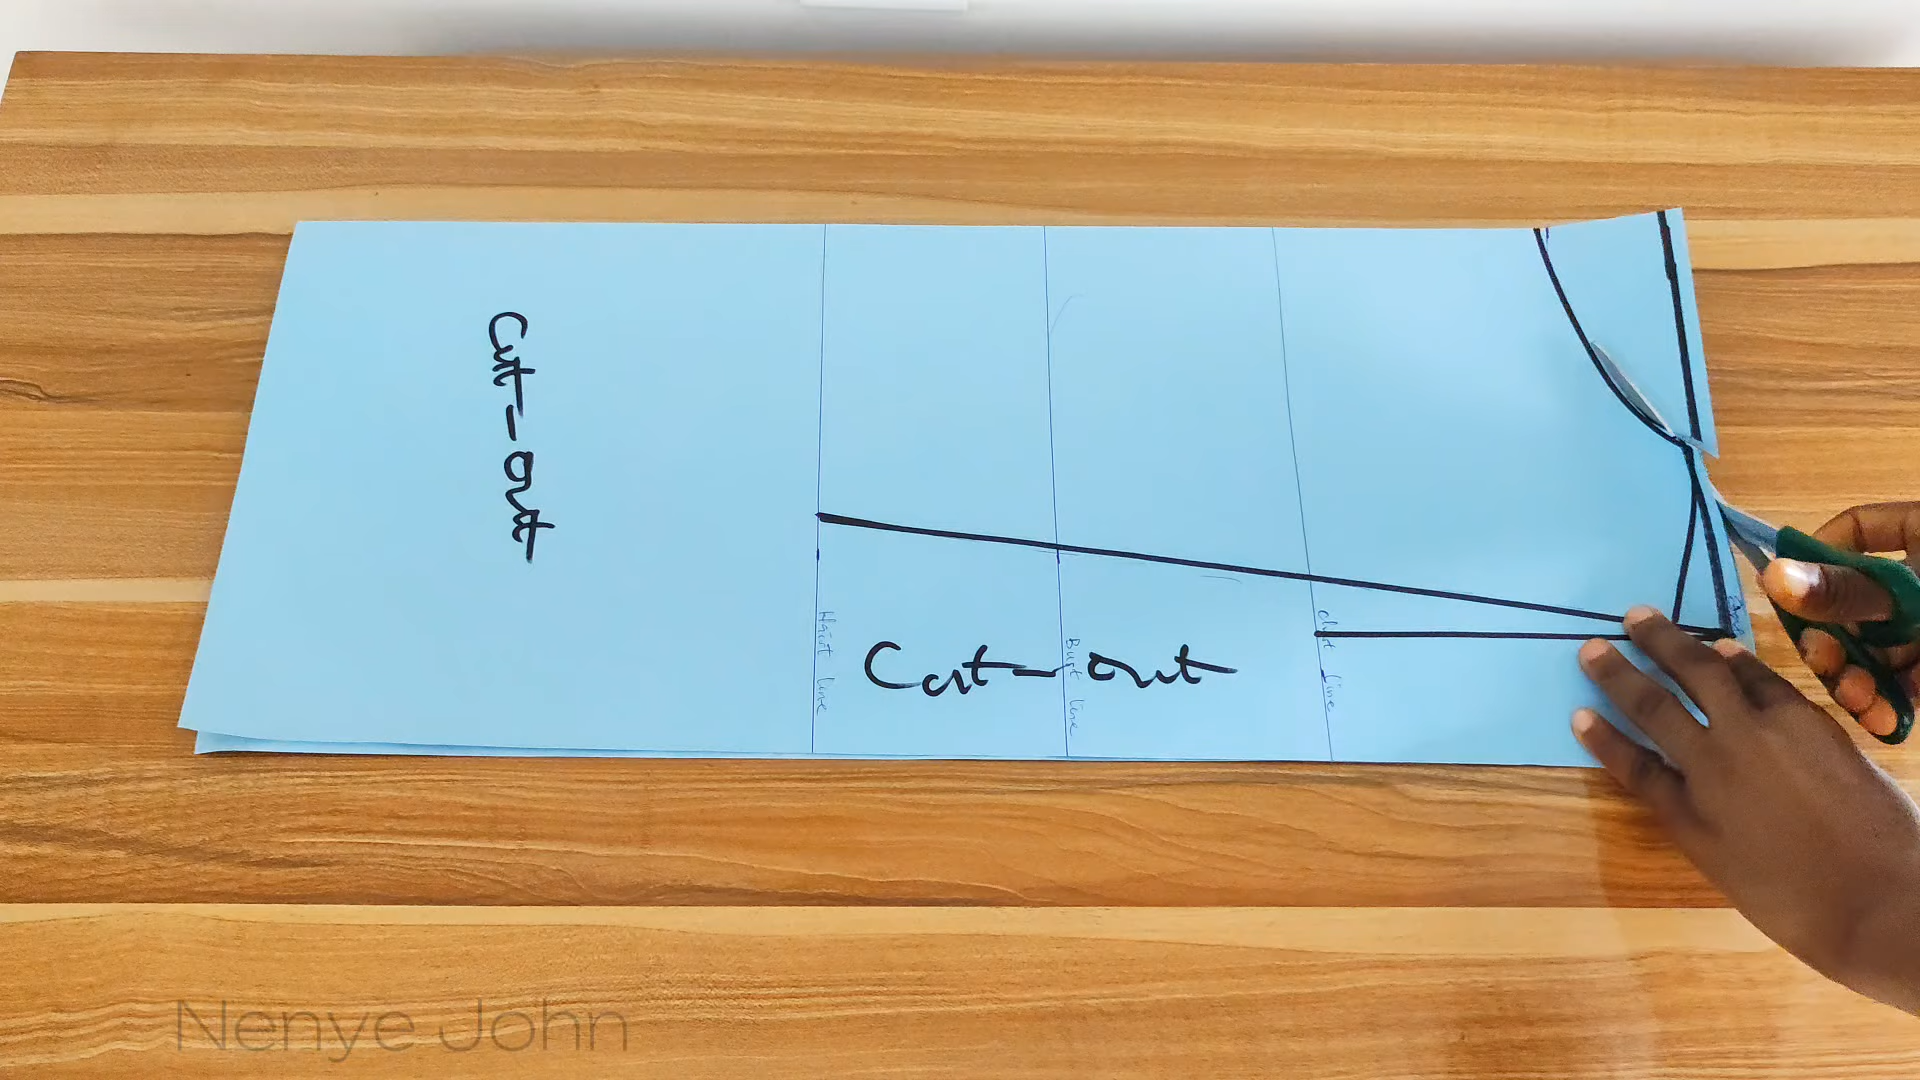 Cut-out
Cut-out
Waist line
Bust line
Chest line
Nenye John